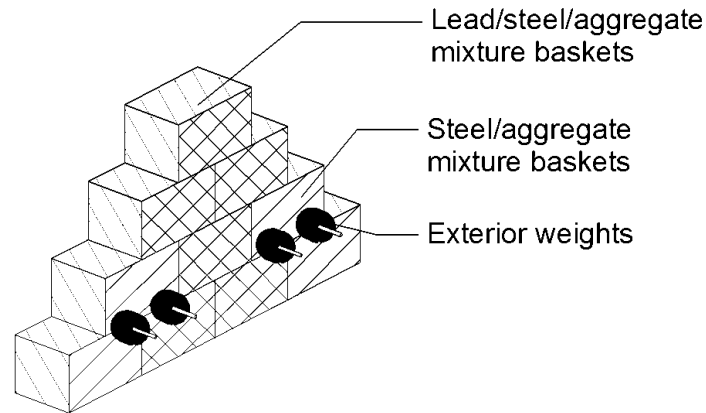 Lead/steel/aggregate
mixture baskets
Steel/aggregate
mixture baskets
Exterior weights